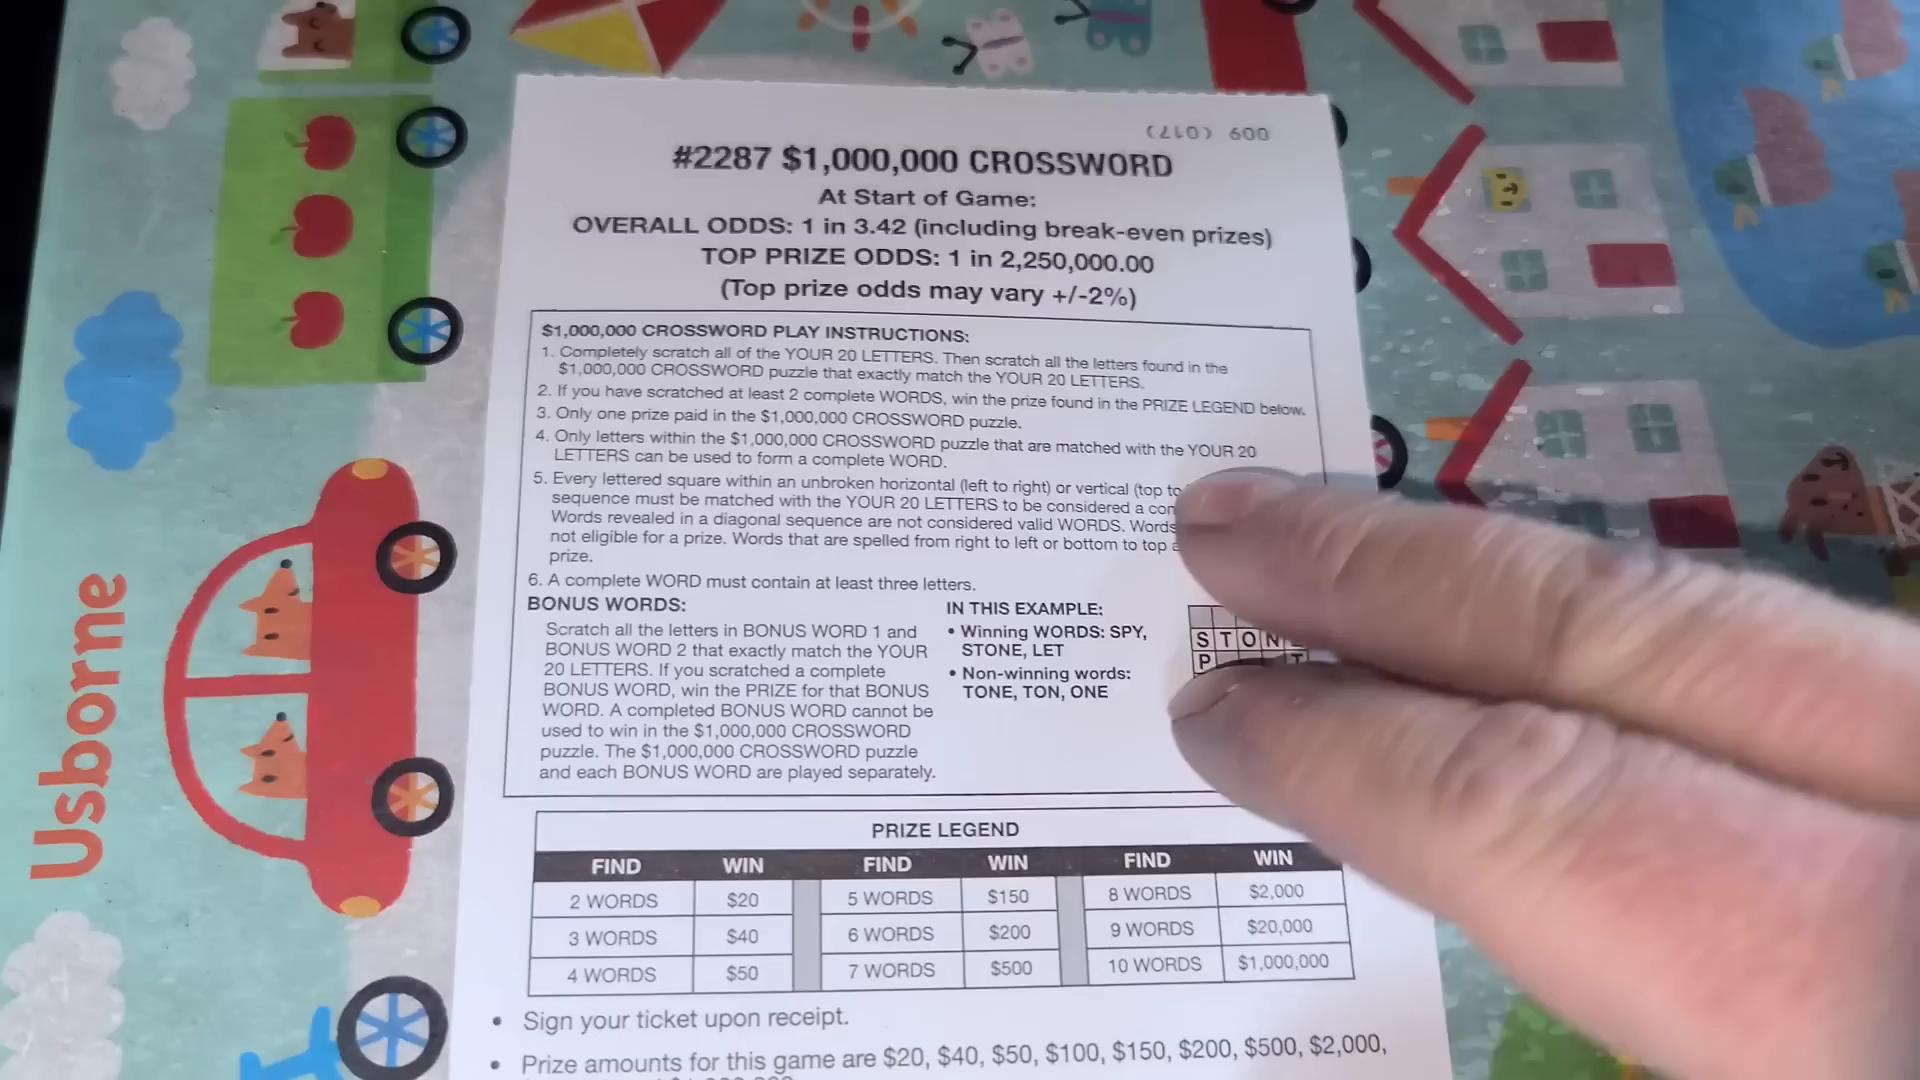 009 (017)
#2287 $1,000,000 CROSSWORD
At Start of Game:
OVERALL ODDS: 1 in 3.42 (including break-even prizes)
TOP PRIZE ODDS: 1 in 2,250,000.00
(Top prize odds may vary +/-2%)
$1,000,000 CROSSWORD PLAY INSTRUCTIONS:
1. Completely scratch all of the YOUR 20 LETTERS. Then scratch all the letters found in the
$1,000,000 CROSSWORD puzzle that exactly match the YOUR 20 LETTERS.
2. If you have scratched at least 2 complete WORDS, win the prize found in the PRIZE LEGEND below.
3. Only one prize paid in the $1,000,000 CROSSWORD puzzle.
4. Only letters within the $1,000,000 CROSSWORD puzzle that are matched with the YOUR 20
LETTERS can be used to form a complete WORD.
5. Every lettered square within an unbroken horizontal (left to right) or vertical (top to
sequence must be matched with the YOUR 20 LETTERS to be considered a
Words revealed in a diagonal sequence are not considered valid WORDS. Words
not eligible for a prize. Words that are spelled from right to left or bottom to top
prize.
6. A complete WORD must contain at least three letters.
BONUS WORDS:
Scratch all the letters in BONUS WORD 1 and
BONUS WORD 2 that exactly match the YOUR
20 LETTERS. If you scratched a complete
BONUS WORD, win the PRIZE for that BONUS
WORD. A completed BONUS WORD cannot be
used to win in the $1,000,000 CROSSWORD
puzzle. The $1,000,000 CROSSWORD puzzle
and each BONUS WORD are played separately.
IN THIS EXAMPLE:
• Winning WORDS: SPY,
STONE, LET
• Non-winning words:
TONE, TON, ONE
S T O N
P T
PRIZE LEGEND
FIND WIN FIND WIN FIND WIN
2 WORDS $20 5 WORDS $150 8 WORDS $2,000
3 WORDS $40 6 WORDS $200 9 WORDS $20,000
4 WORDS $50 7 WORDS $500 10 WORDS $1,000,000
• Sign your ticket upon receipt.
• Prize amounts for this game are $20, $40, $50, $100, $150, $200, $500, $2,000,
Usborne